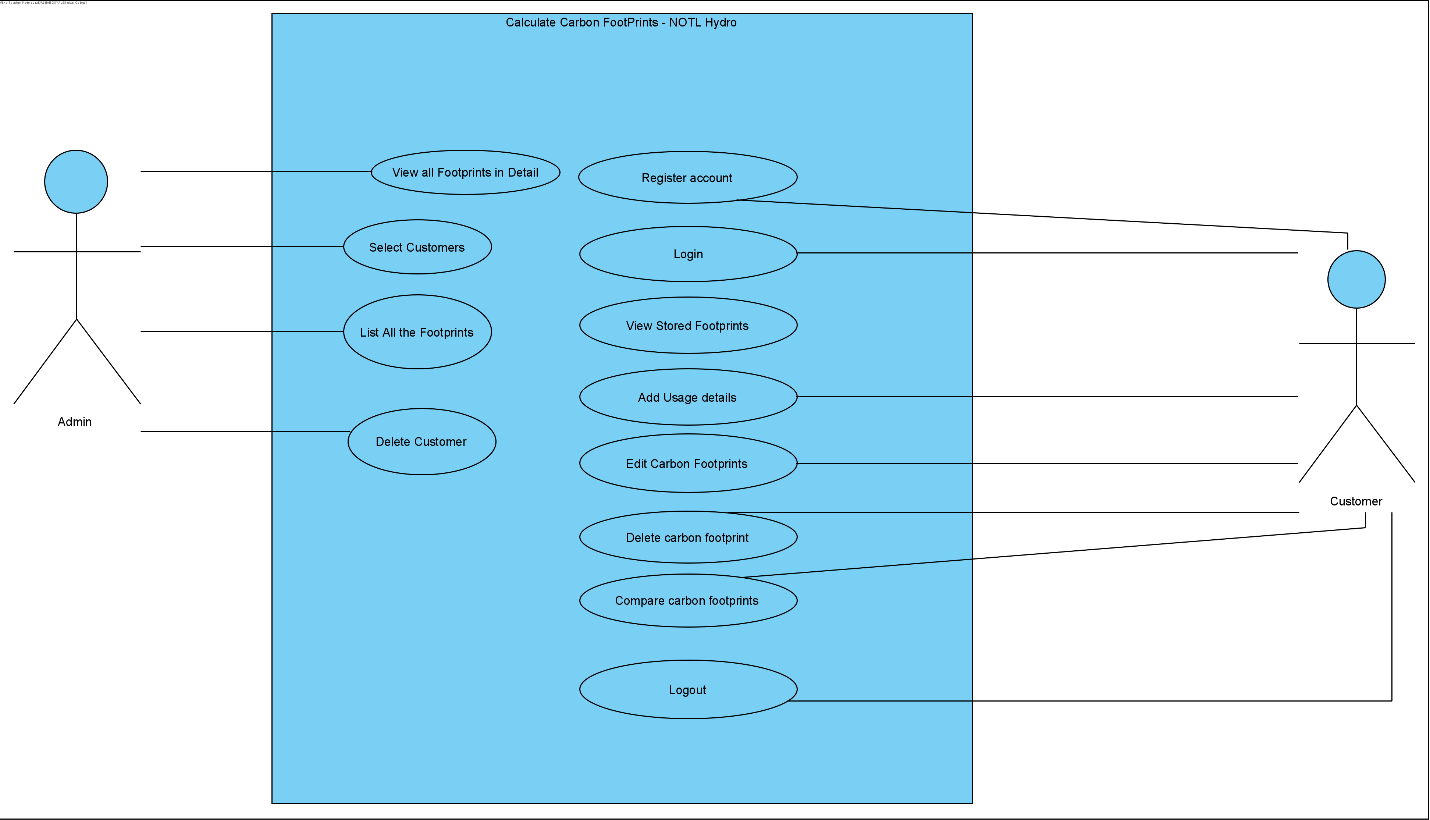 Calculate Carbon FootPrints - NOTL Hydro
View all Footprints in Detail
Register account
Select Customers
Login
View Stored Footprints
List All the Footprints
Add Usage details
Admin
Delete Customer
Edit Carbon Footprints
Customer
Delete carbon footprint
Compare carbon footprints
Logout